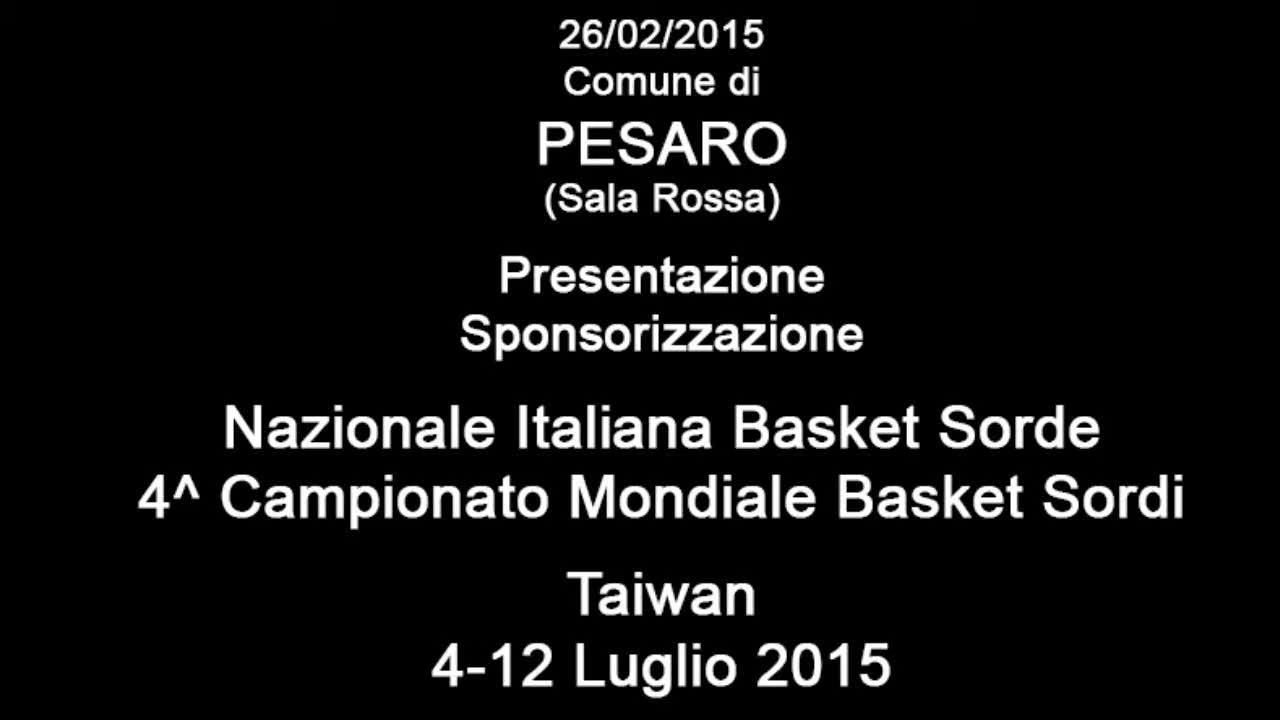 26/02/2015
Comune di
PESARO
(Sala Rossa)
Presentazione
Sponsorizzazione
Nazionale Italiana Basket Sorde
4^ Campionato Mondiale Basket Sordi
Taiwan
4-12 Luglio 2015